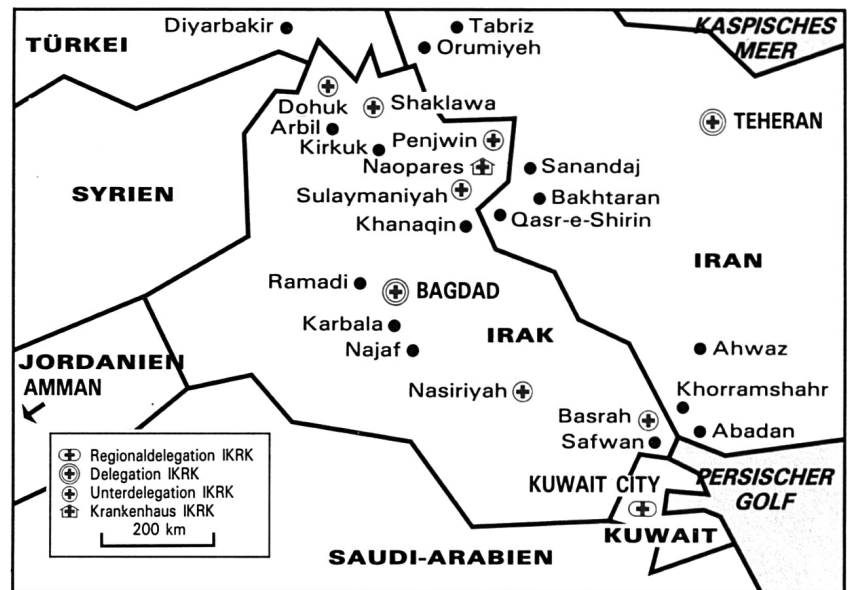 Diyarbakir
Tabriz
KASPISCHES
MEER
TÜRKEI
Orumiyeh
Dohuk
Shaklawa
TEHERAN
Arbil
Kirkuk
Penjwin
Naopares
Sanandaj
SYRIEN
Sulaymaniyah
Bakhtaran
Khanaqin
Qasr-e-Shirin
IRAN
Ramadi
BAGDAD
Karbala
IRAK
Najaf
Ahwaz
JORDANIEN
AMMAN
Nasiriyah
Khorramshahr
Basrah
Safwan
Abadan
Regionaldelegation IKRK
Delegation IKRK
Unterdelegation IKRK
Krankenhaus IKRK
200 km
KUWAIT CITY
PERSISCHER
GOLF
KUWAIT
SAUDI-ARABIEN